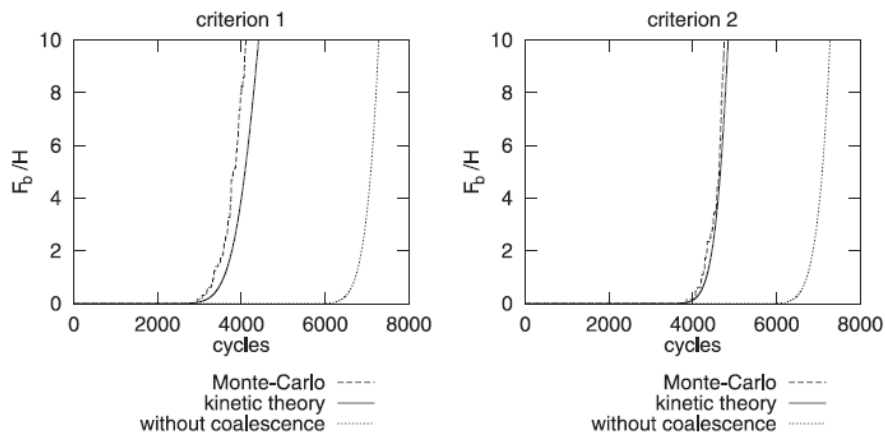 criterion 1
10
8
6
4
2
0
F_b /H
0 2000 4000 6000 8000
cycles
Monte-Carlo
kinetic theory
without coalescence
criterion 2
10
8
6
4
2
0
F_b /H
0 2000 4000 6000 8000
cycles
Monte-Carlo
kinetic theory
without coalescence